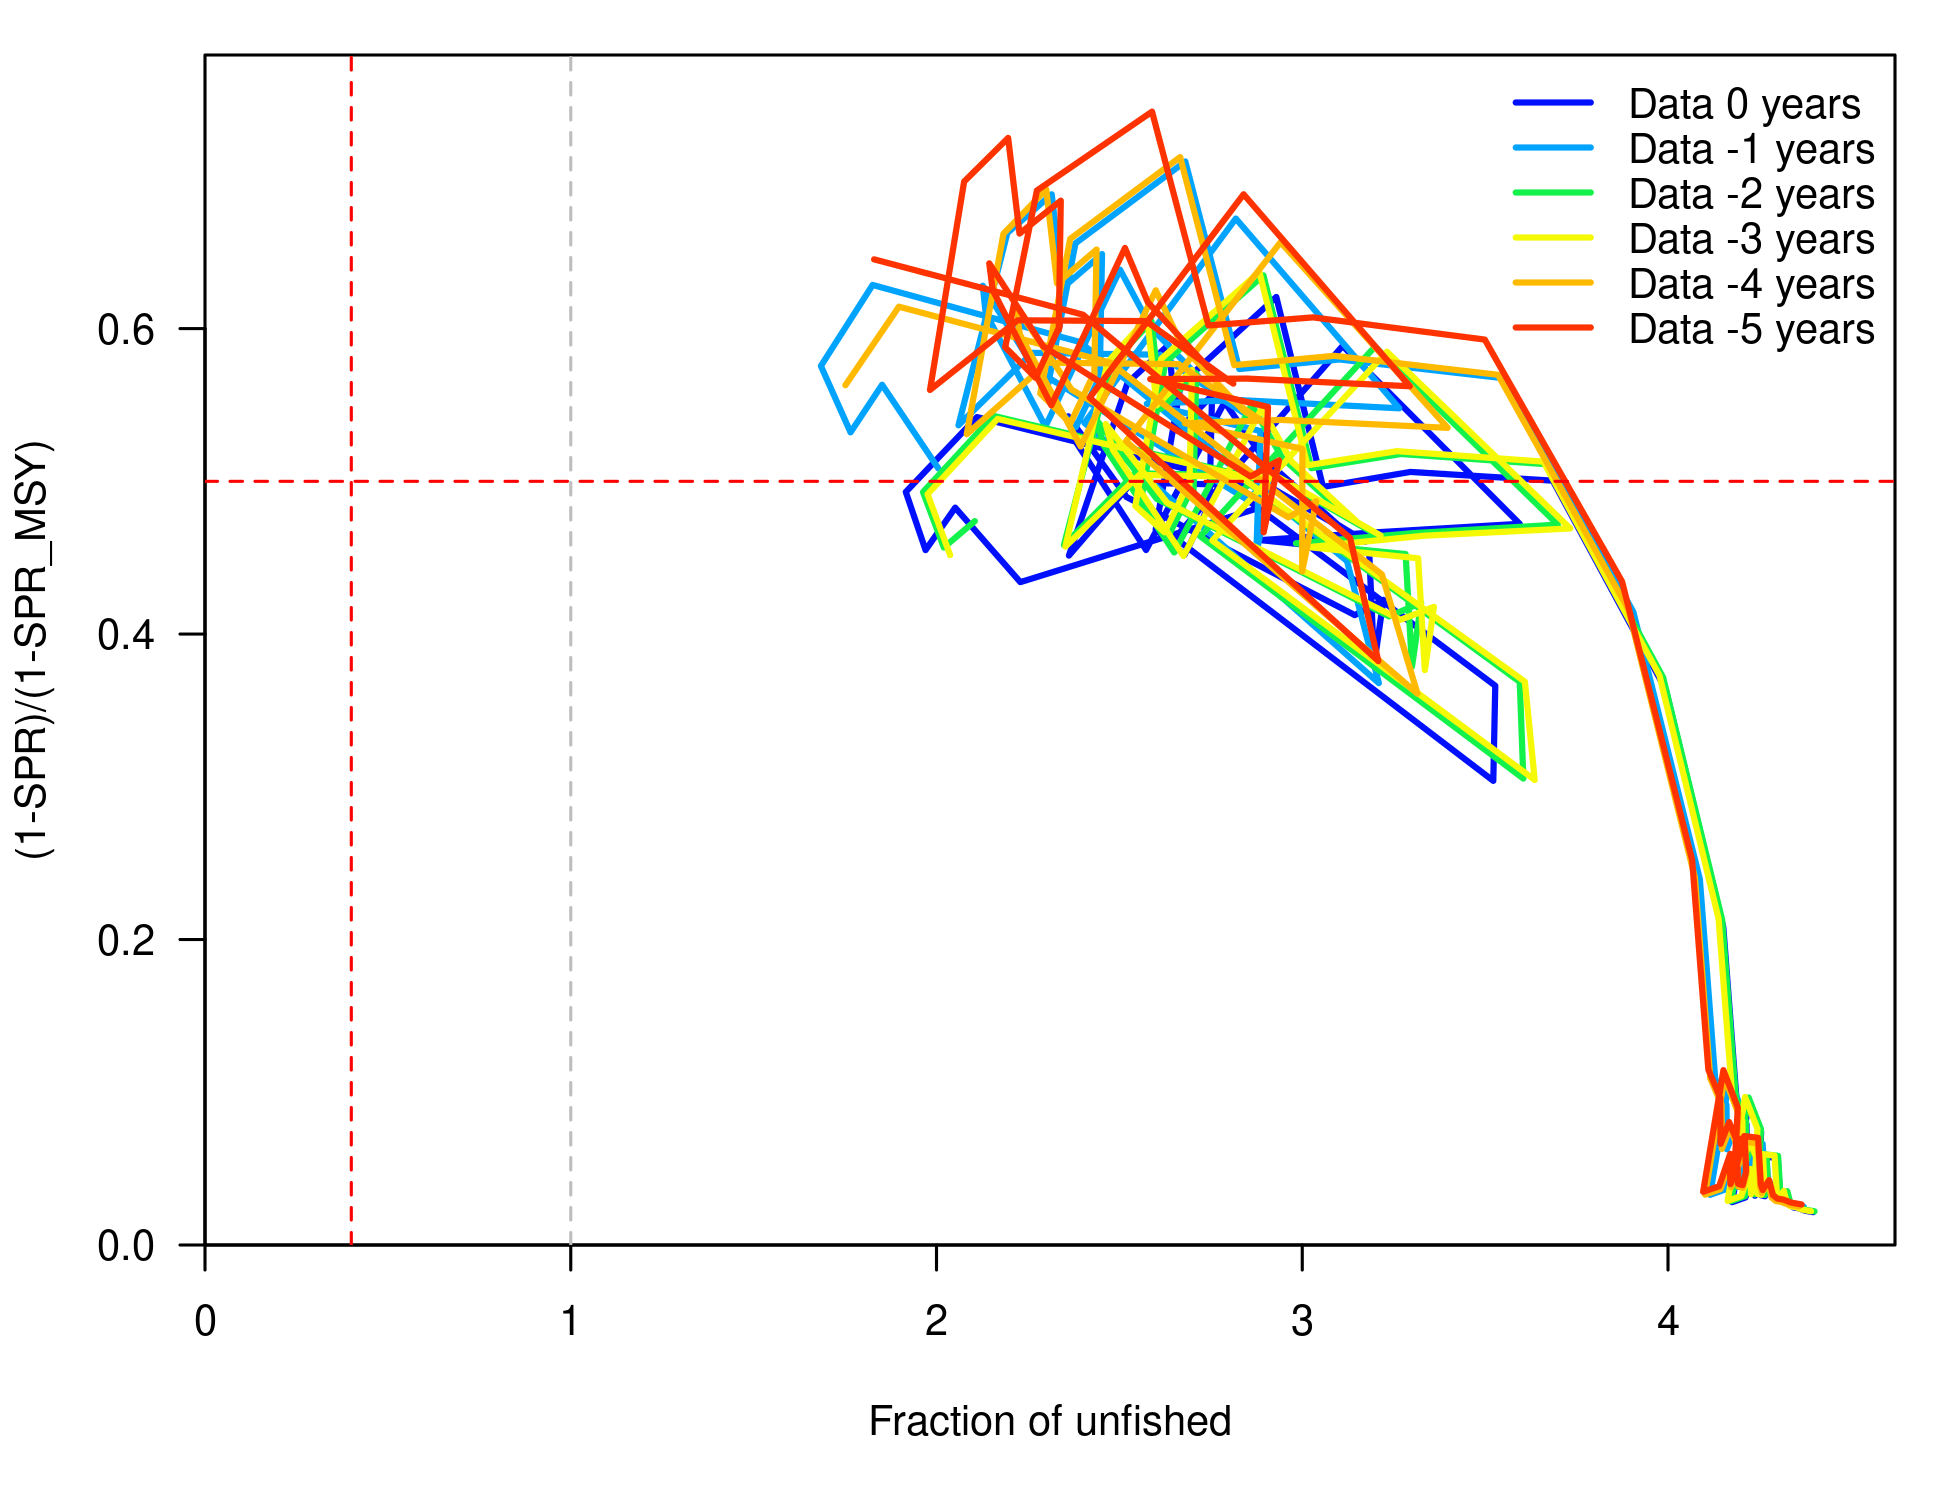 Data 0 years
Data -1 years
Data -2 years
Data -3 years
Data -4 years
Data -5 years
0.6
0.4
0.2
0.0
(1-SPR)/(1-SPR_MSY)
0 1 2 3 4
Fraction of unfished